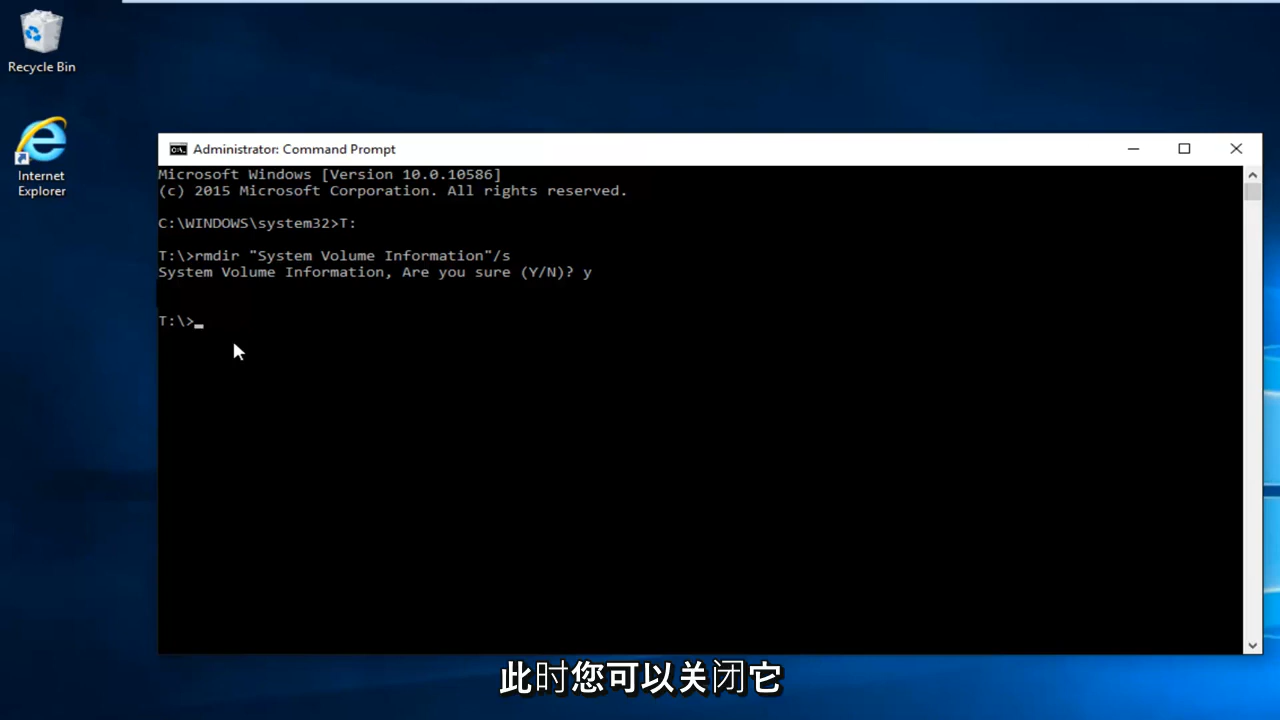 Recycle Bin
Internet
Explorer
Administrator: Command Prompt
Microsoft Windows [Version 10.0.10586]
(c) 2015 Microsoft Corporation. All rights reserved.
C:\WINDOWS\system32>T:
T:\>rmdir "System Volume Information"/s
System Volume Information, Are you sure (Y/N)? y
T:\>
此时您可以关闭它